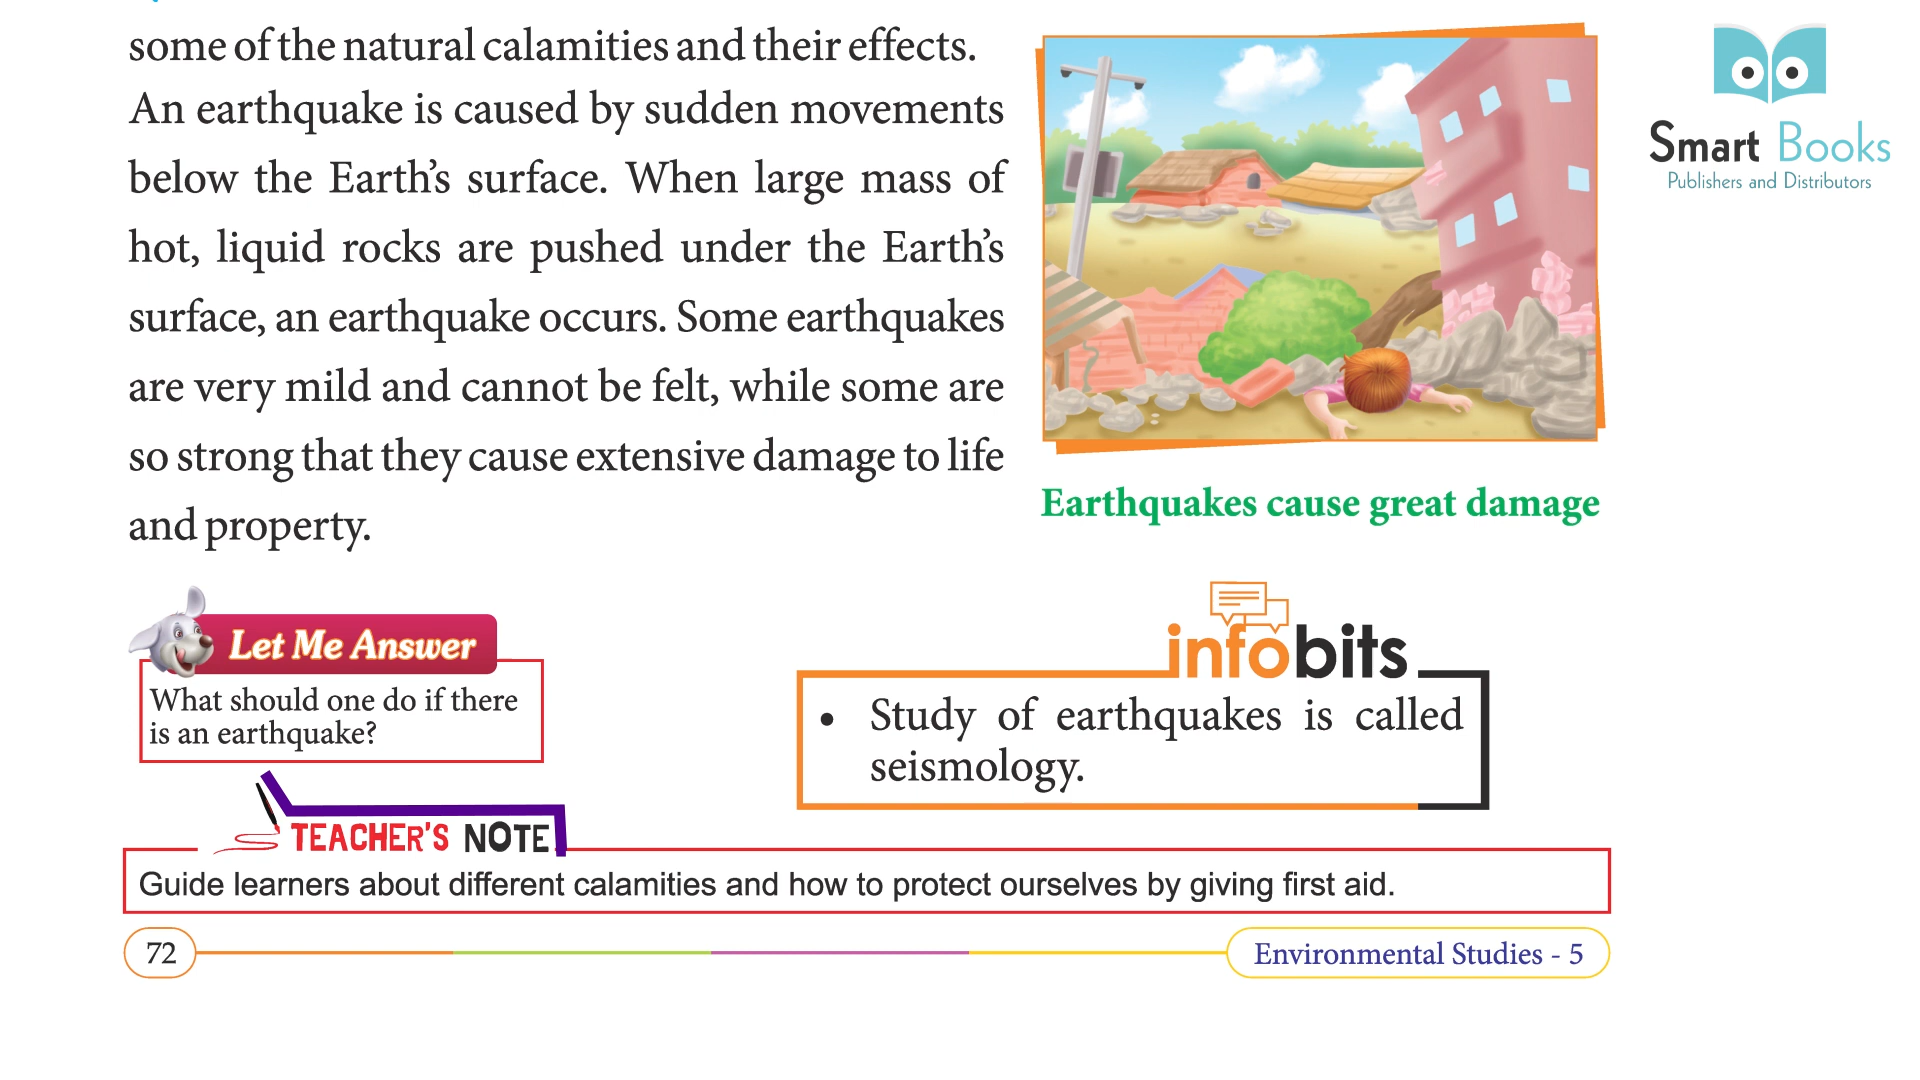 some of the natural calamities and their effects.
An earthquake is caused by sudden movements
below the Earth's surface. When large mass of
hot, liquid rocks are pushed under the Earth's
surface, an earthquake occurs. Some earthquakes
are very mild and cannot be felt, while some are
so strong that they cause extensive damage to life
and property.
Earthquakes cause great damage
Smart Books
Publishers and Distributors
Let Me Answer
What should one do if there
is an earthquake?
infobits
• Study of earthquakes is called
seismology.
TEACHER'S NOTE
Guide learners about different calamities and how to protect ourselves by giving first aid.
72
Environmental Studies - 5